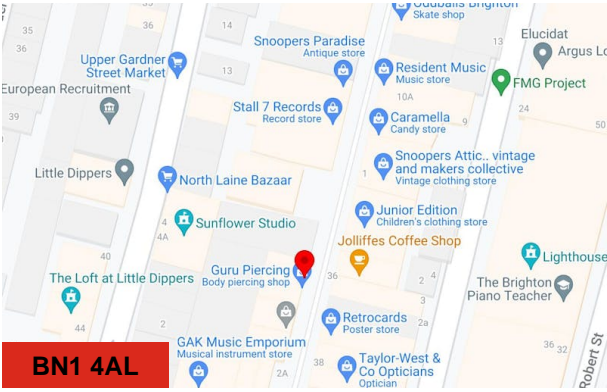 Oddballs Brighton
Skate shop
35
36
14
13
Elucidat
Argus Lo
Snoopers Paradise
Antique store
Upper Gardner
Street Market
13
Resident Music
Music store
FMG Project
European Recruitment
10A
Stall 7 Records
Record store
Caramella
Candy store
9
24
50
39
Snoopers Attic.. vintage
and makers collective
Vintage clothing store
Little Dippers
North Laine Bazaar
1
Junior Edition
Children's clothing store
4
4A
Sunflower Studio
Jolliffes Coffee Shop
40
Lighthouse
Guru Piercing
Body piercing shop
36
2
4
The Loft at Little Dippers
The Brighton
Piano Teacher
3
2
36
Retrocards
Poster store
2a
44
GAK Music Emporium
Musical instrument store
36
32
Robert St
BN1 4AL
2A
38
Taylor-West &
Co Opticians
Optician